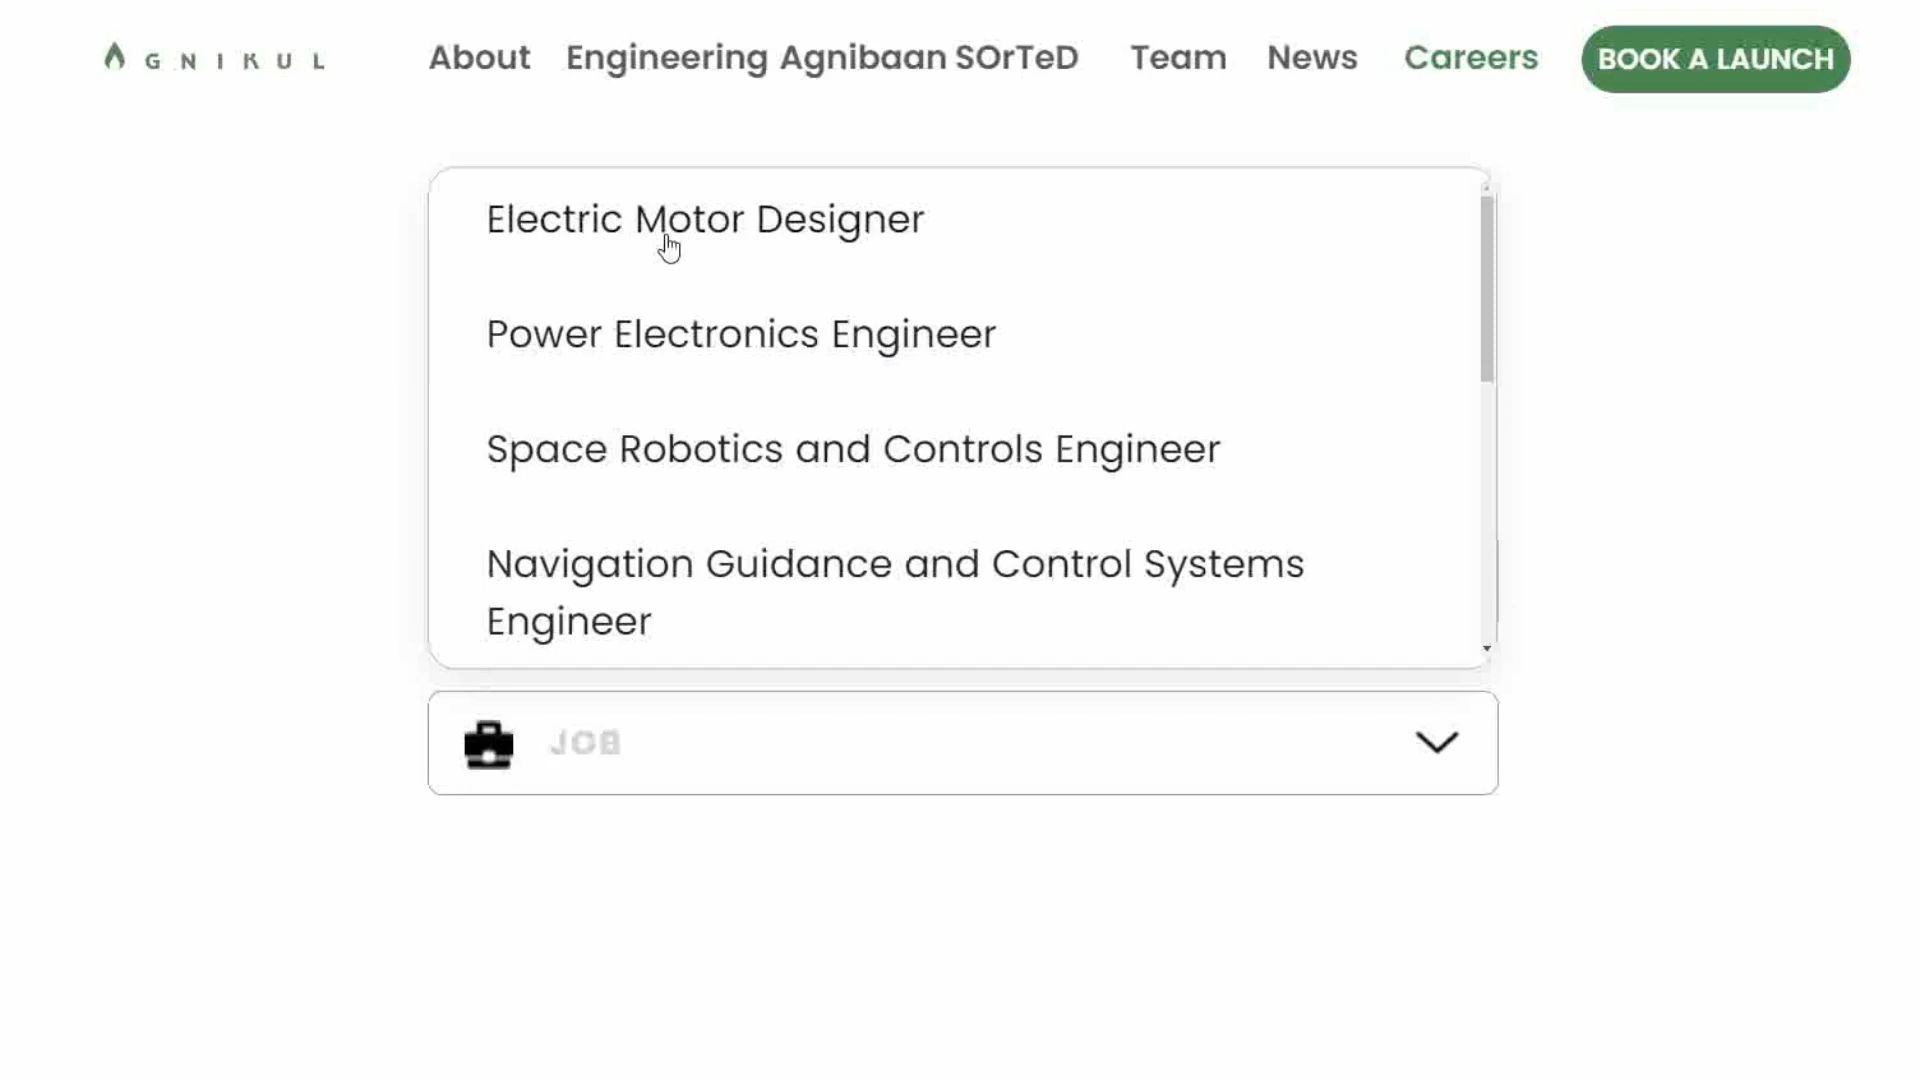 AGNIKUL About Engineering Agnibaan SOrTeD Team News Careers BOOK A LAUNCH
Electric Motor Designer
Power Electronics Engineer
Space Robotics and Controls Engineer
Navigation Guidance and Control Systems
Engineer
JOB